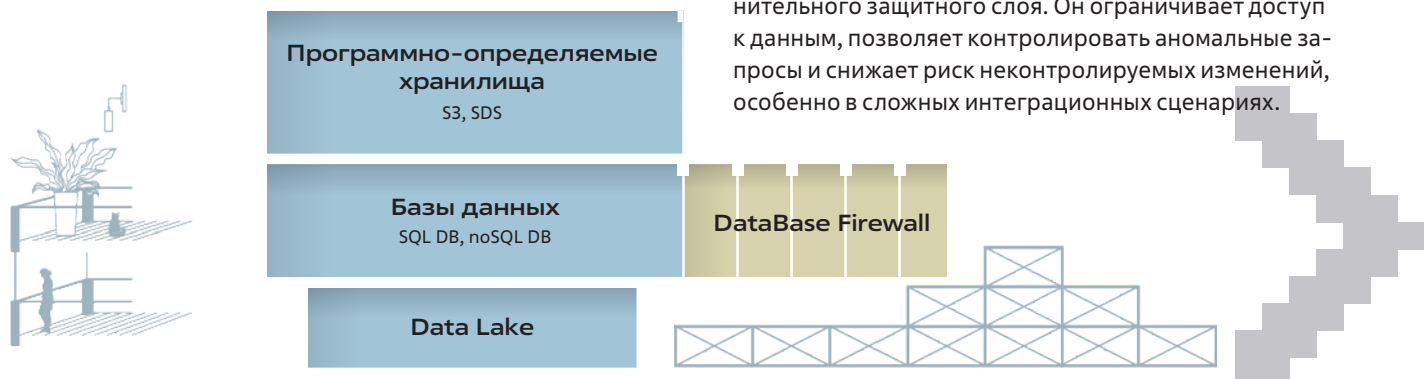 нительного защитного слоя. Он ограничивает доступ
к данным, позволяет контролировать аномальные за-
просы и снижает риск неконтролируемых изменений,
особенно в сложных интеграционных сценариях.
Программно-определяемые
хранилища
S3, SDS
Базы данных
SQL DB, noSQL DB
DataBase Firewall
Data Lake